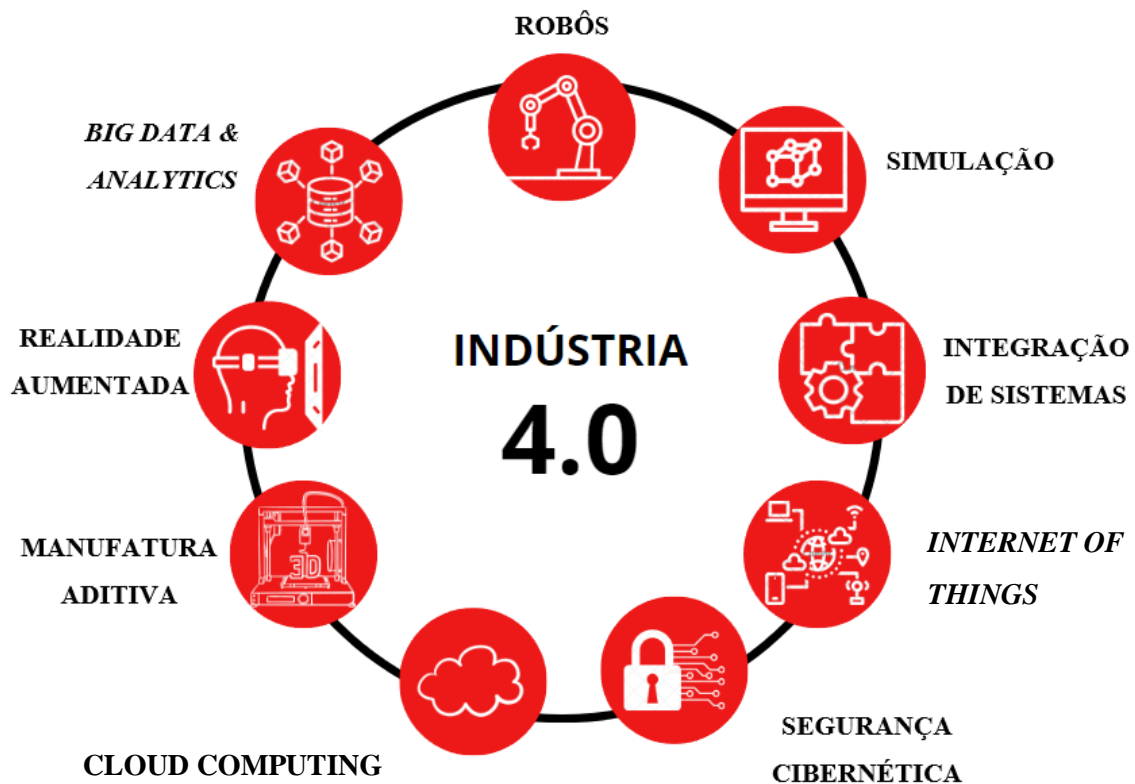 ROBÔS
SIMULAÇÃO
INTEGRAÇÃO
DE SISTEMAS
INTERNET OF
THINGS
SEGURANÇA
CIBERNÉTICA
CLOUD COMPUTING
MANUFATURA
ADITIVA
3D
REALIDADE
AUMENTADA
BIG DATA &
ANALYTICS
INDÚSTRIA
4.0